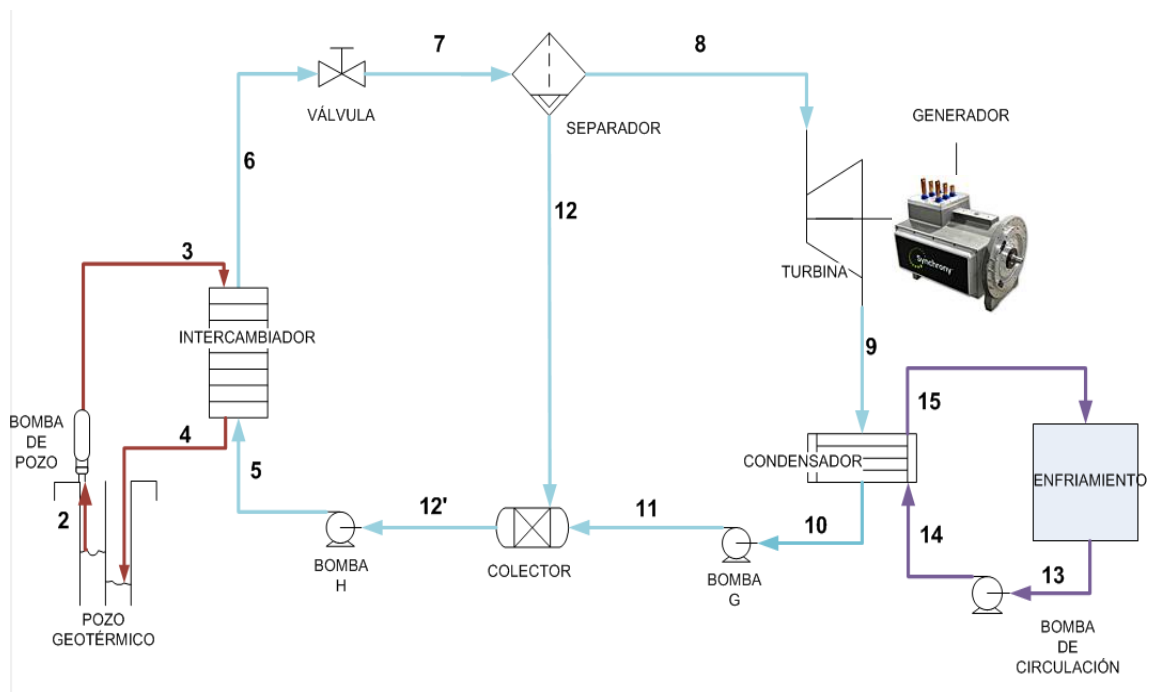 7
8
VÁLVULA
SEPARADOR
GENERADOR
6
12
3
Synchrony
TURBINA
INTERCAMBIADOR
9
15
BOMBA
DE
POZO
4
CONDENSADOR
5
ENFRIAMIENTO
2
12'
11
10
14
BOMBA
H
COLECTOR
BOMBA
G
13
POZO
GEOTÉRMICO
BOMBA
DE
CIRCULACIÓN